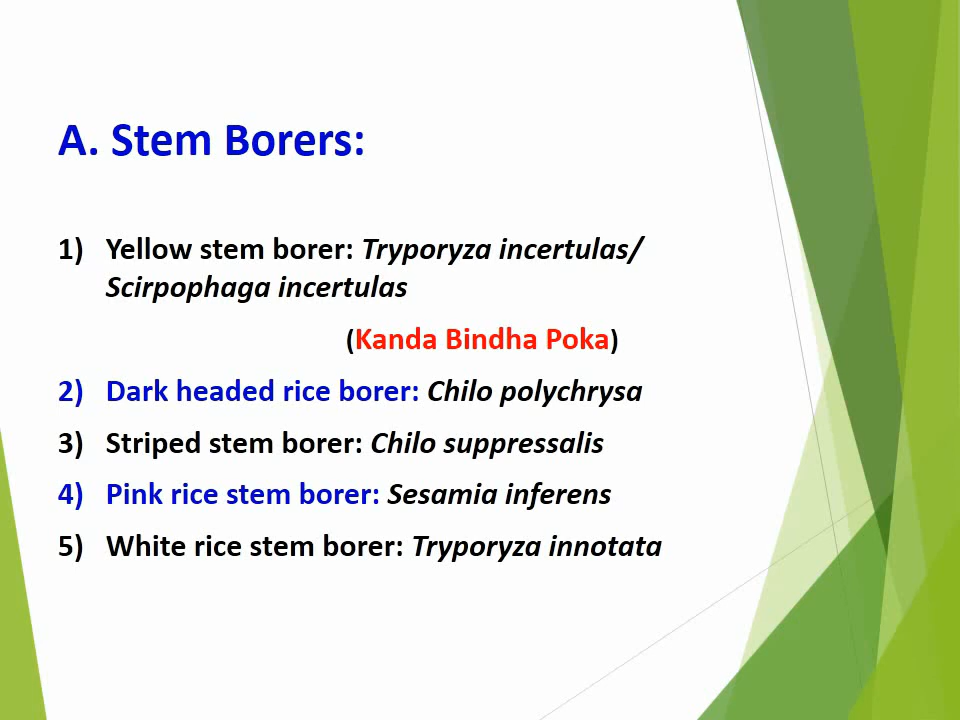 A. Stem Borers:
1) Yellow stem borer: Tryporyza incertulas/
Scirpophaga incertulas
(Kanda Bindha Poka)
2) Dark headed rice borer: Chilo polychrysa
3) Striped stem borer: Chilo suppressalis
4) Pink rice stem borer: Sesamia inferens
5) White rice stem borer: Tryporyza innotata